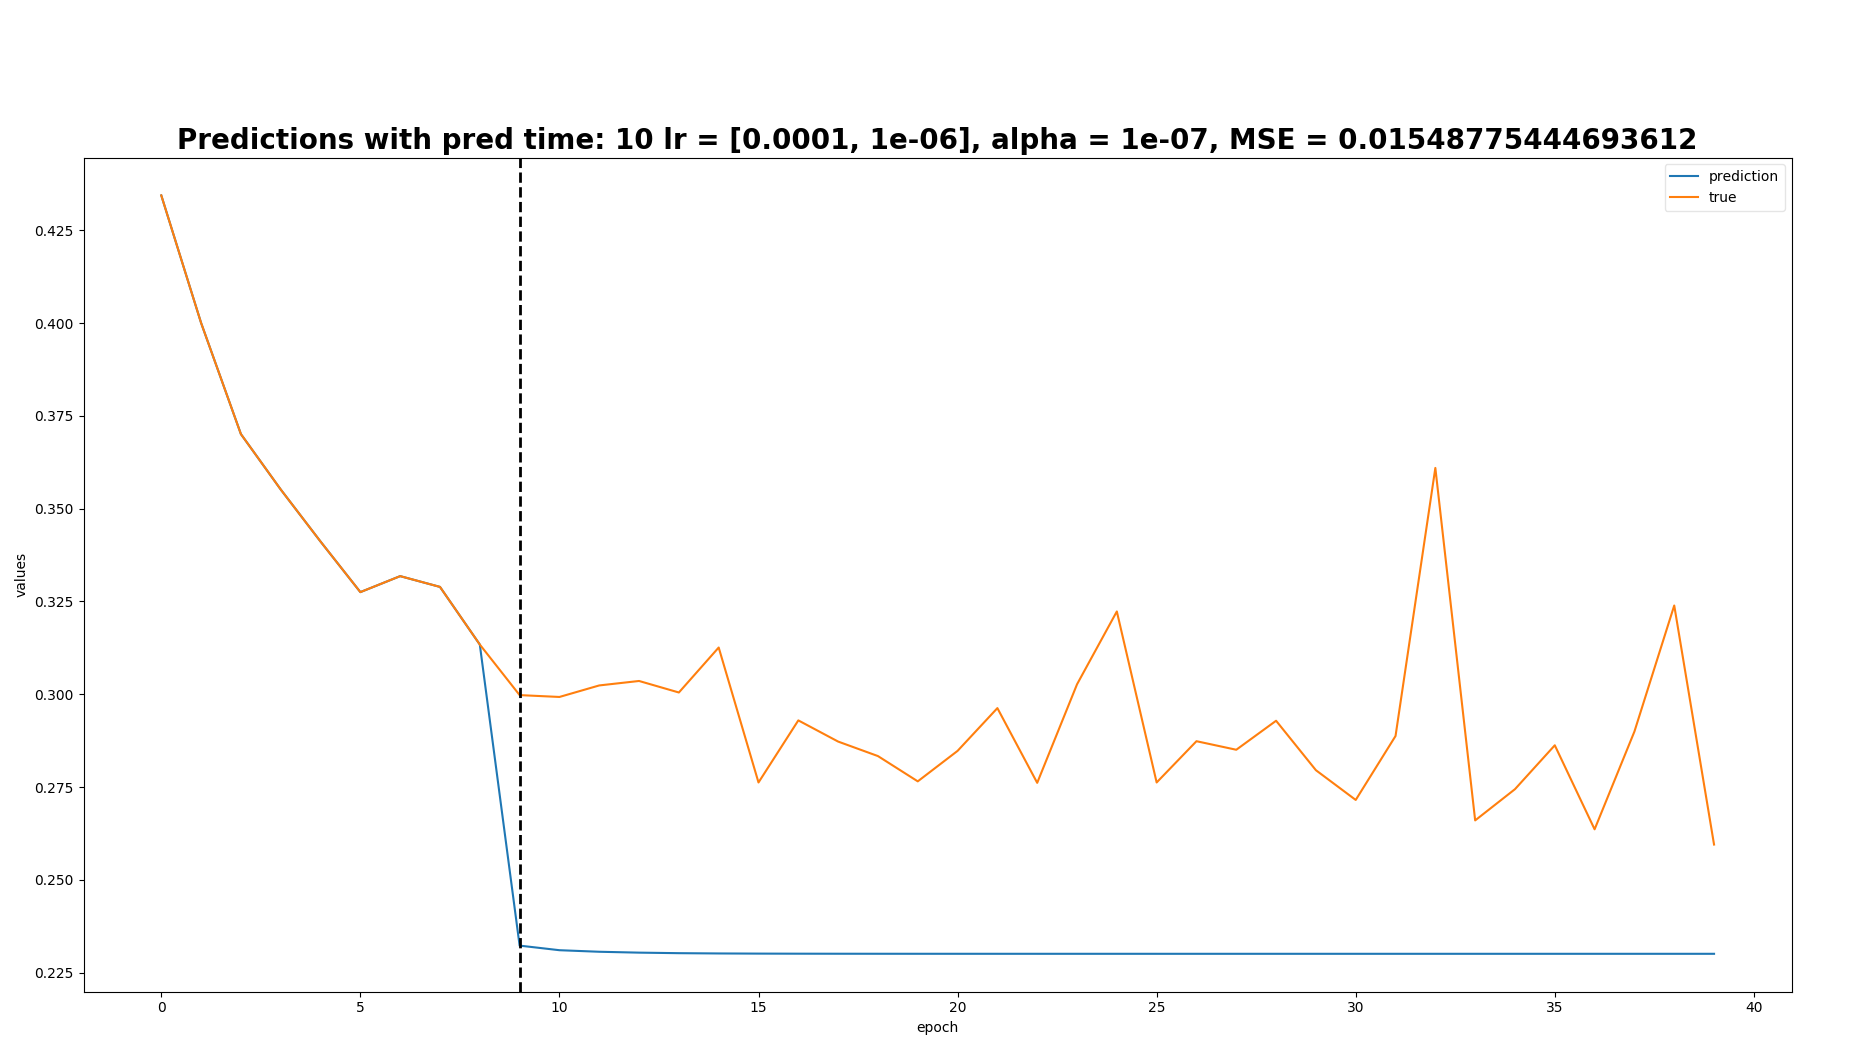 Predictions with pred time: 10 lr = [0.0001, 1e-06], alpha = 1e-07, MSE = 0.01548775444693612
prediction
true
0.425
0.400
0.375
0.350
0.325
0.300
0.275
0.250
0.225
values
0 5 10 15 20 25 30 35 40
epoch